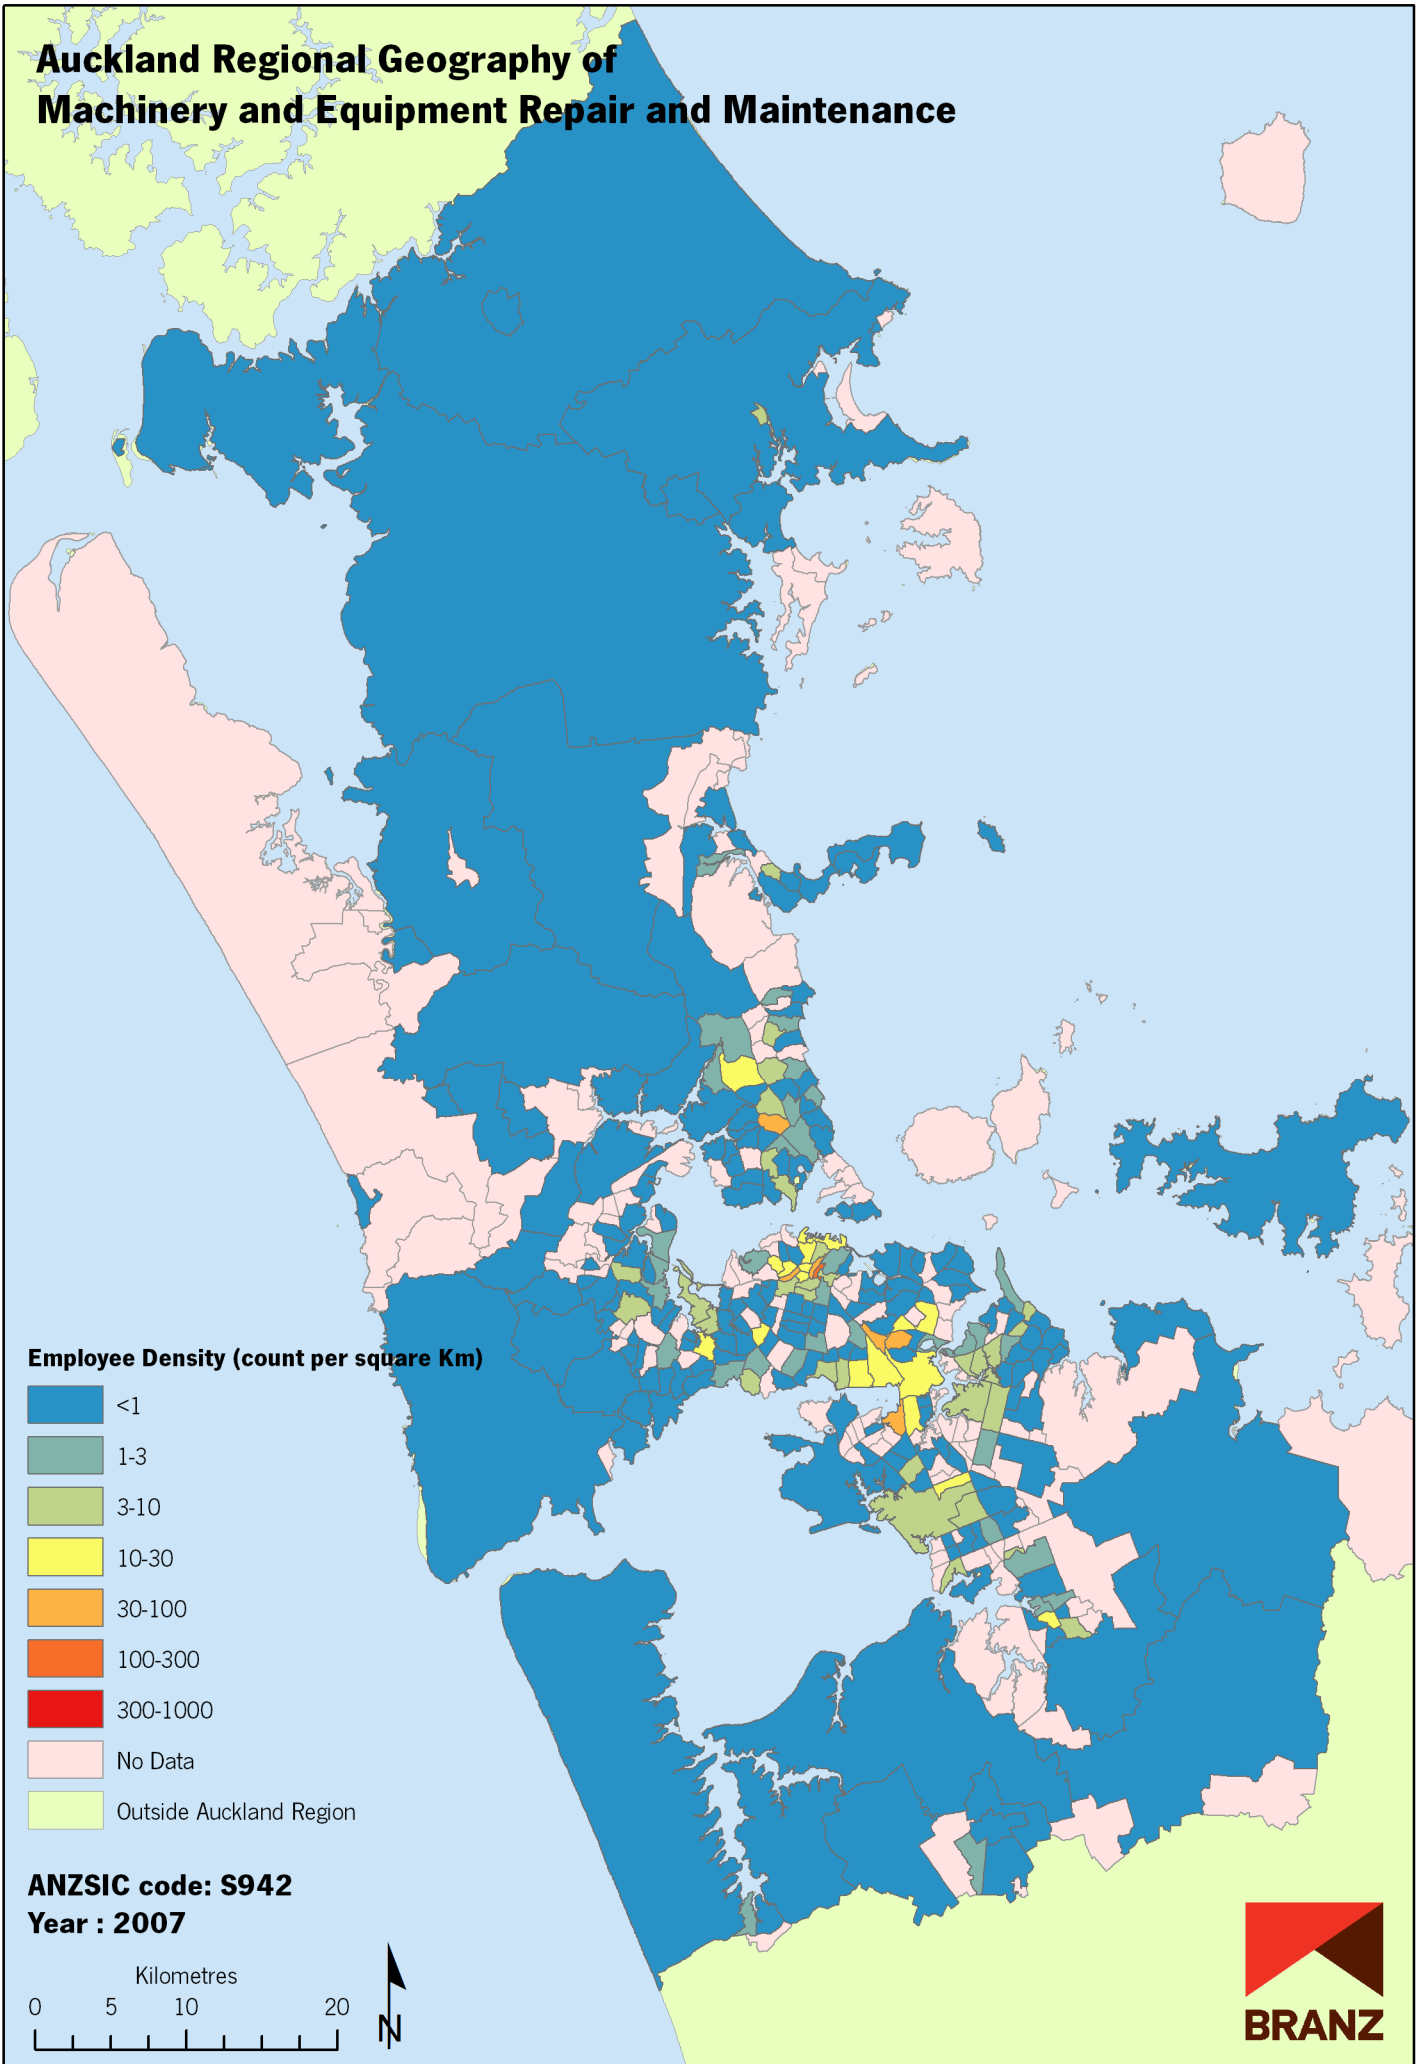 Auckland Regional Geography of
Machinery and Equipment Repair and Maintenance
Employee Density (count per square Km)
<1
1-3
3-10
10-30
30-100
100-300
300-1000
No Data
Outside Auckland Region
ANZSIC code: S942
Year : 2007
Kilometres
0 5 10 20
N
BRANZ